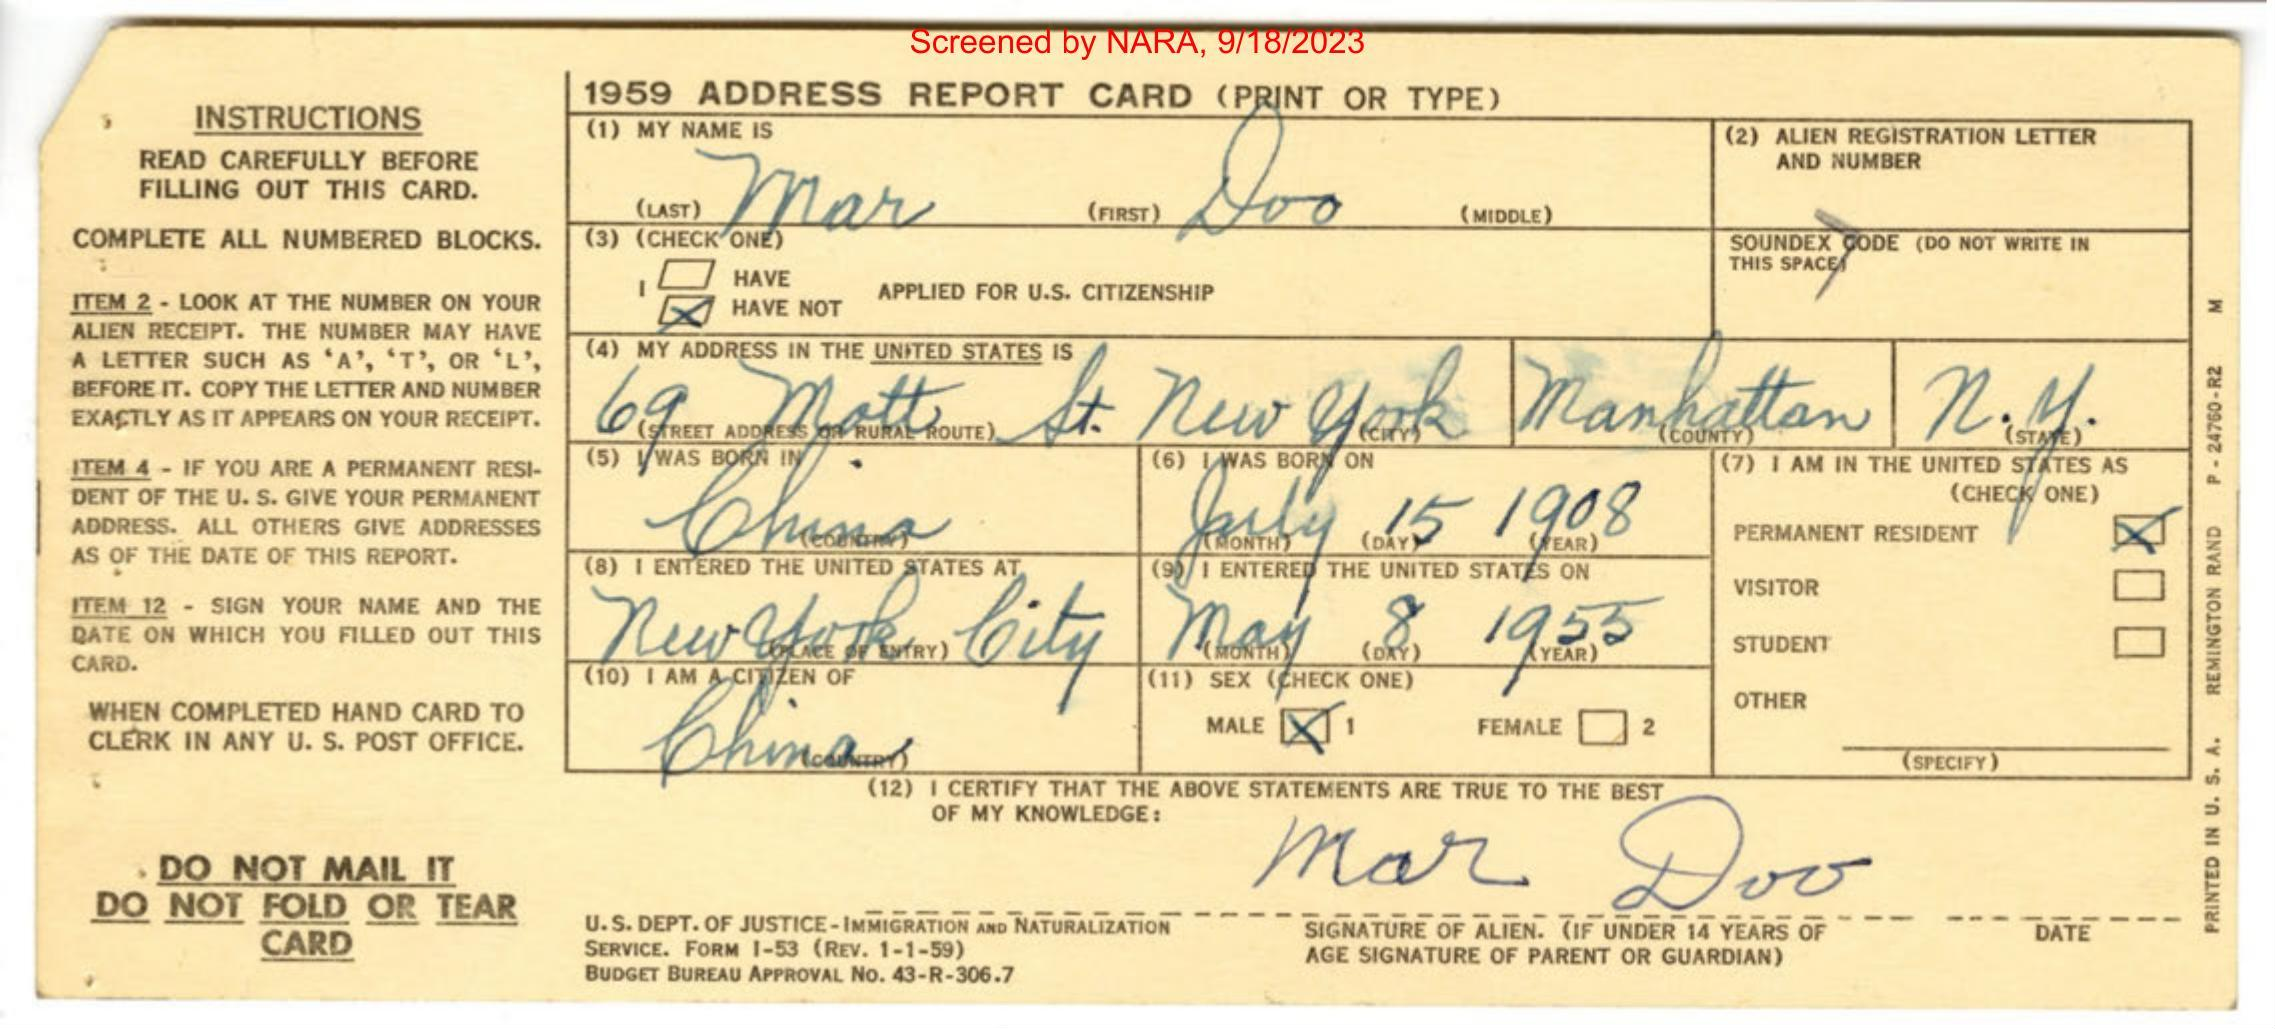 Screened by NARA, 9/18/2023
INSTRUCTIONS
READ CAREFULLY BEFORE
FILLING OUT THIS CARD.
COMPLETE ALL NUMBERED BLOCKS.
ITEM 2 - LOOK AT THE NUMBER ON YOUR
ALIEN RECEIPT. THE NUMBER MAY HAVE
A LETTER SUCH AS ‘A’, ‘T’, OR ‘L’,
BEFORE IT. COPY THE LETTER AND NUMBER
EXACTLY AS IT APPEARS ON YOUR RECEIPT.
ITEM 4 - IF YOU ARE A PERMANENT RESI-
DENT OF THE U. S. GIVE YOUR PERMANENT
ADDRESS. ALL OTHERS GIVE ADDRESSES
AS OF THE DATE OF THIS REPORT.
ITEM 12 - SIGN YOUR NAME AND THE
DATE ON WHICH YOU FILLED OUT THIS
CARD.
WHEN COMPLETED HAND CARD TO
CLERK IN ANY U. S. POST OFFICE.
DO NOT MAIL IT
DO NOT FOLD OR TEAR
CARD
1959 ADDRESS REPORT CARD (PRINT OR TYPE)
(1) MY NAME IS
Mar Doo
(LAST) (FIRST) (MIDDLE)
(2) ALIEN REGISTRATION LETTER
AND NUMBER
(3) (CHECK ONE)
I HAVE
X HAVE NOT
APPLIED FOR U.S. CITIZENSHIP
SOUNDEX CODE (DO NOT WRITE IN
THIS SPACE)
(4) MY ADDRESS IN THE UNITED STATES IS
69 Mott St. New York Manhattan N.Y.
(STREET ADDRESS OR RURAL ROUTE) (CITY) (COUNTY) (STATE)
(5) I WAS BORN IN
China
(COUNTRY)
(6) I WAS BORN ON
July 15 1908
(MONTH) (DAY) (YEAR)
(7) I AM IN THE UNITED STATES AS
(CHECK ONE)
PERMANENT RESIDENT X
VISITOR
STUDENT
OTHER
(SPECIFY)
(8) I ENTERED THE UNITED STATES AT
New York City
(PLACE OF ENTRY)
(9) I ENTERED THE UNITED STATES ON
May 8 1955
(MONTH) (DAY) (YEAR)
(10) I AM A CITIZEN OF
China
(COUNTRY)
(11) SEX (CHECK ONE)
MALE X 1 FEMALE 2
(12) I CERTIFY THAT THE ABOVE STATEMENTS ARE TRUE TO THE BEST
OF MY KNOWLEDGE:
Mar Doo
SIGNATURE OF ALIEN. (IF UNDER 14 YEARS OF
AGE SIGNATURE OF PARENT OR GUARDIAN)
DATE
U.S. DEPT. OF JUSTICE-IMMIGRATION AND NATURALIZATION
SERVICE. FORM I-53 (REV. 1-1-59)
BUDGET BUREAU APPROVAL No. 43-R-306.7
PRINTED IN U. S. A. REMINGTON RAND P - 24760-R2 M